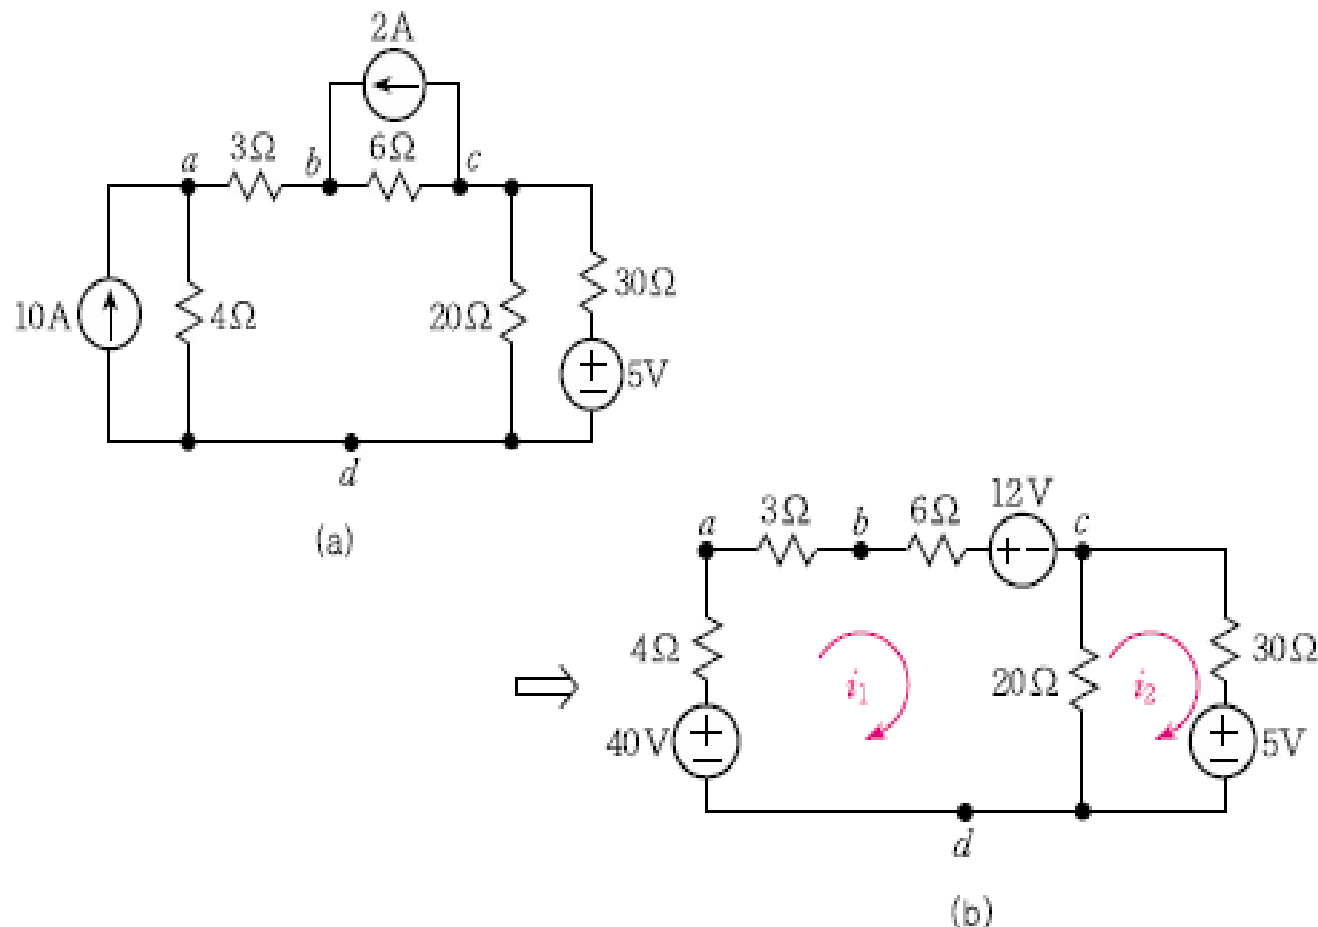 2A
3Ω 6Ω
a b c
10A 4Ω 20Ω 30Ω
+
−
5V
d
(a)
12V
3Ω 6Ω
a b + − c
4Ω i1 20Ω i2 30Ω
40V + − + − 5V
d
(b)